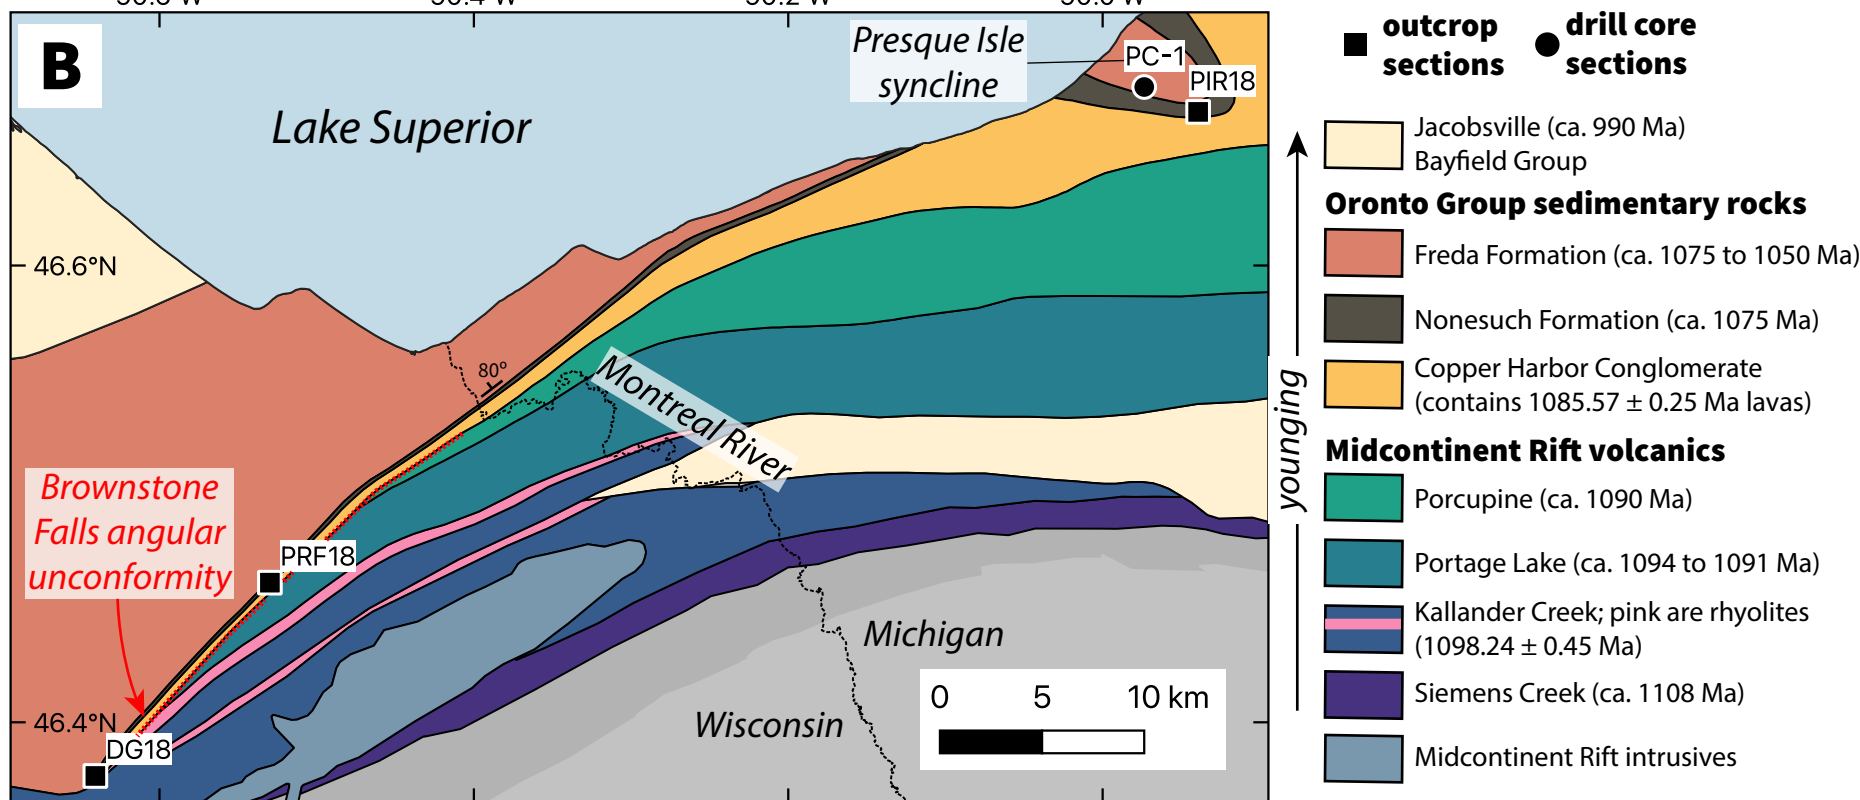 B
Lake Superior
Presque Isle
syncline
PC-1
PIR18
46.6°N
80°
Montreal River
Brownstone
Falls angular
unconformity
PRF18
46.4°N
DG18
Michigan
Wisconsin
0 5 10 km
younging
outcrop
sections
drill core
sections
Jacobsville (ca. 990 Ma)
Bayfield Group
Oronto Group sedimentary rocks
Freda Formation (ca. 1075 to 1050 Ma)
Nonesuch Formation (ca. 1075 Ma)
Copper Harbor Conglomerate
(contains 1085.57 ± 0.25 Ma lavas)
Midcontinent Rift volcanics
Porcupine (ca. 1090 Ma)
Portage Lake (ca. 1094 to 1091 Ma)
Kallander Creek; pink are rhyolites
(1098.24 ± 0.45 Ma)
Siemens Creek (ca. 1108 Ma)
Midcontinent Rift intrusives